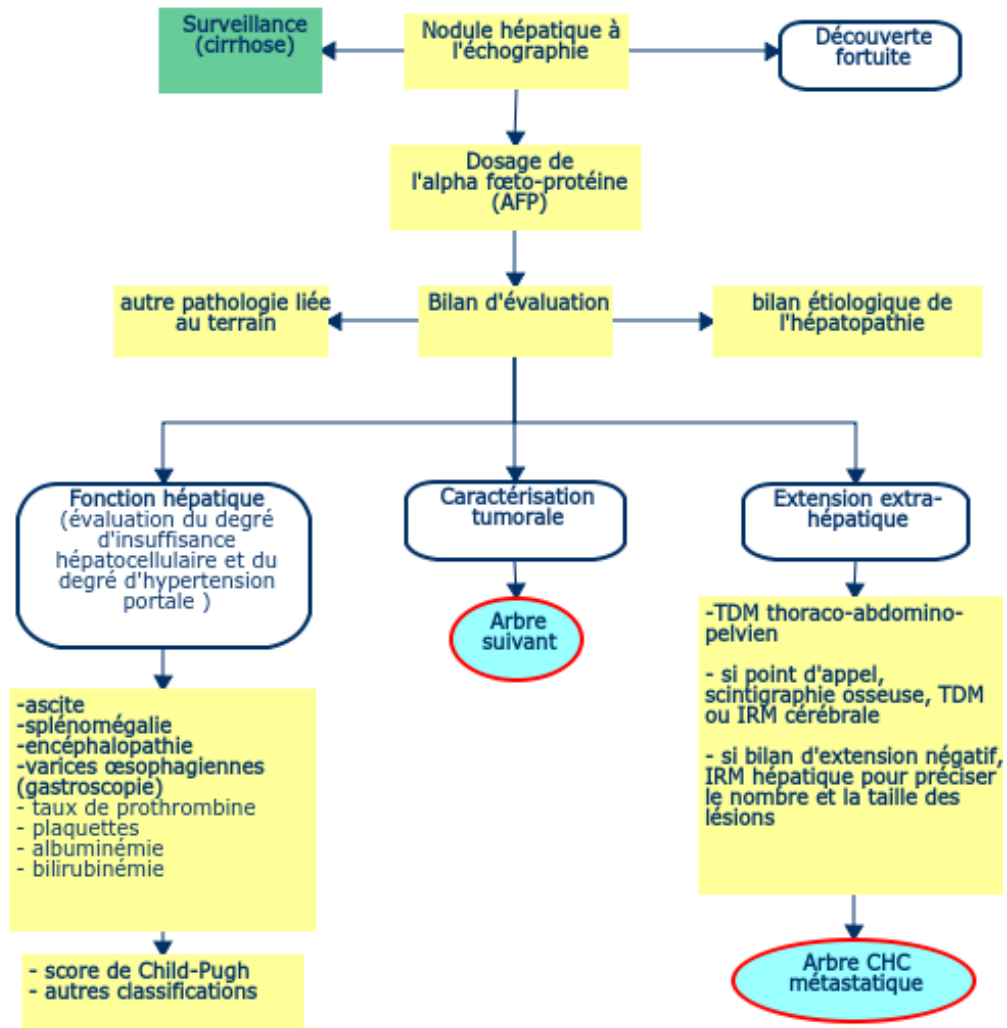 Surveillance
(cirrhose)
Nodule hépatique à
l'échographie
Découverte
fortuite
Dosage de
l'alpha fœto-protéine
(AFP)
autre pathologie liée
au terrain
Bilan d'évaluation
bilan étiologique de
l'hépatopathie
Fonction hépatique
(évaluation du degré
d'insuffisance
hépatocellulaire et du
degré d'hypertension
portale )
Caractérisation
tumorale
Extension extra-
hépatique
Arbre
suivant
-ascite
-splénomégalie
-encéphalopathie
-varices œsophagiennes
(gastroscopie)
- taux de prothrombine
- plaquettes
- albuminémie
- bilirubinémie
-TDM thoraco-abdomino-
pelvien
- si point d'appel,
scintigraphie osseuse, TDM
ou IRM cérébrale
- si bilan d'extension négatif,
IRM hépatique pour préciser
le nombre et la taille des
lésions
- score de Child-Pugh
- autres classifications
Arbre CHC
métastatique